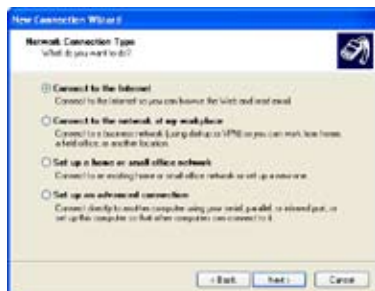 New Connection Wizard
Network Connection Type
What do you want to do?
Connect to the Internet
Connect to the Internet so you can browse the Web and read email.
Connect to the network at my workplace
Connect to a business network (using dial-up or VPN) so you can work from home,
a field office, or another location.
Set up a home or small office network
Connect to an existing home or small office network or set up a new one.
Set up an advanced connection
Connect directly to another computer using your serial, parallel, or infrared port, or
set up this computer so that other computers can connect to it.
< Back
Next >
Cancel